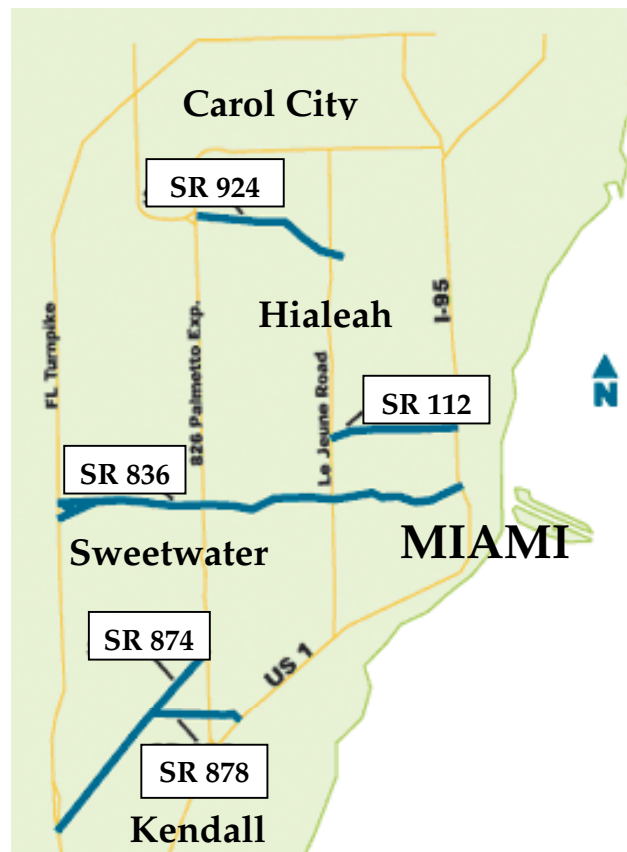 Carol City
SR 924
Hialeah
I-95
FL Turnpike
826 Palmetto Exp.
Le Jeune Road
N
SR 112
SR 836
Sweetwater
MIAMI
SR 874
US 1
SR 878
Kendall